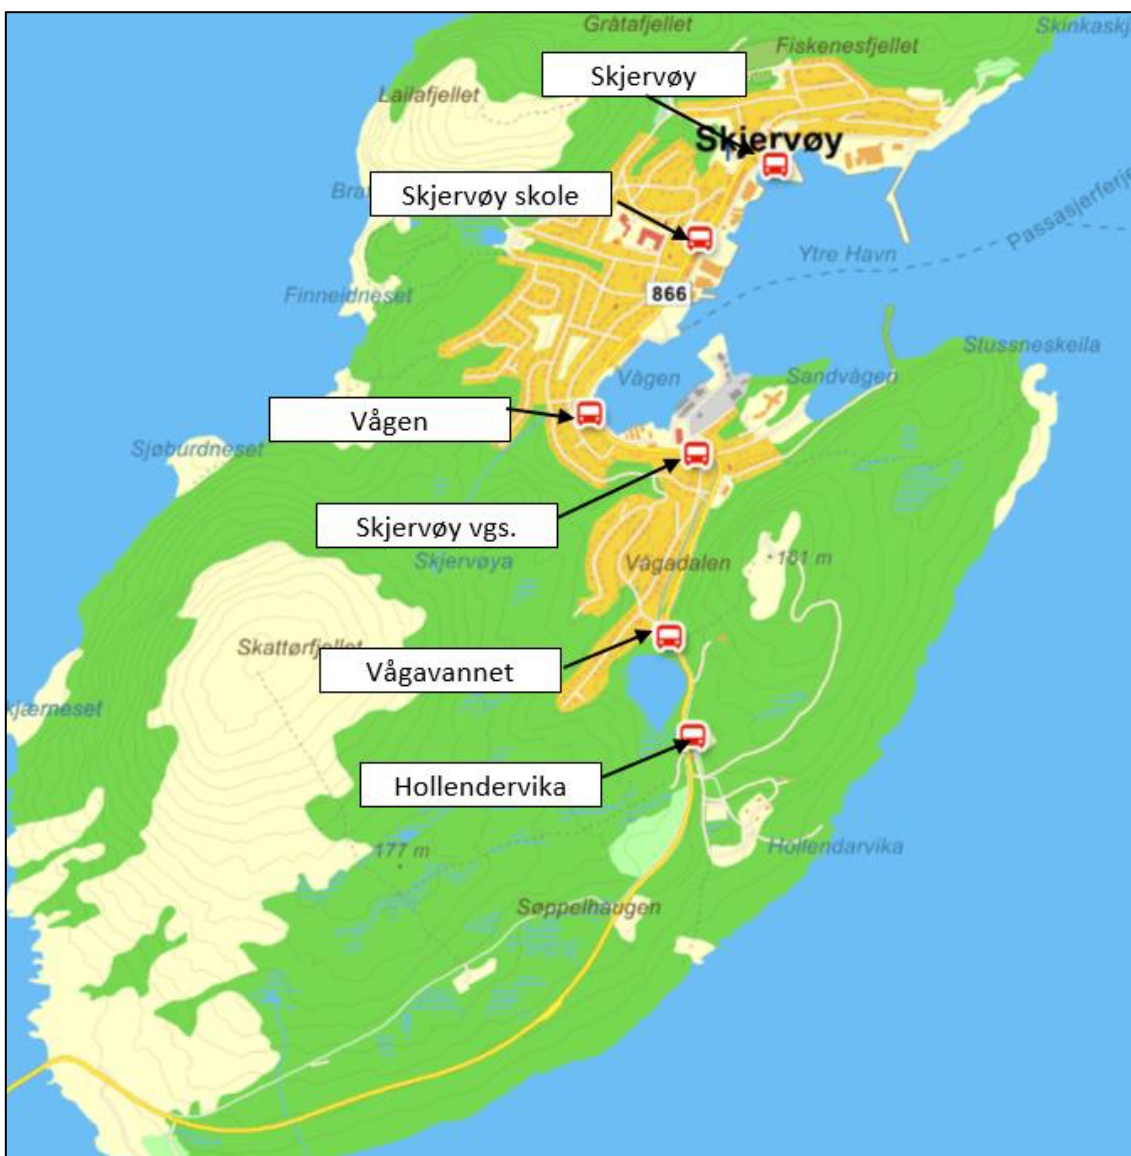 Gråtafjellet
Skinkaskj
Fiskenesfjellet
Skjervøy
Lailafjellet
Skjervøy
Skjervøy skole
Passasjerferje
Ytre Havn
Finneidneset
866
Stussneskeila
Vågen
Sandvågen
Vågen
Sjøburdneset
Skjervøy vgs.
Skjervøya
Vågadalen
161 m
Skattørfjellet
Vågavannet
kjærneset
Hollendervika
Hollendarvika
177 m
Søppelhaugen